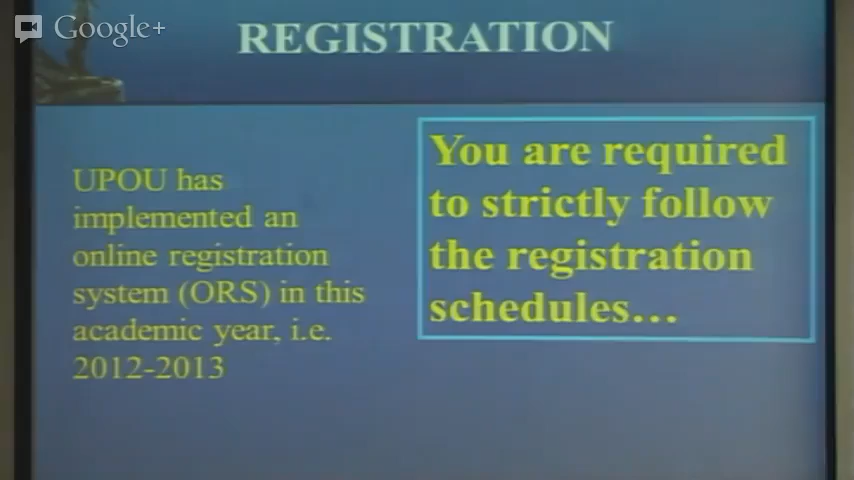 Google+
REGISTRATION
UPOU has
implemented an
online registration
system (ORS) in this
academic year, i.e.
2012-2013
You are required
to strictly follow
the registration
schedules…